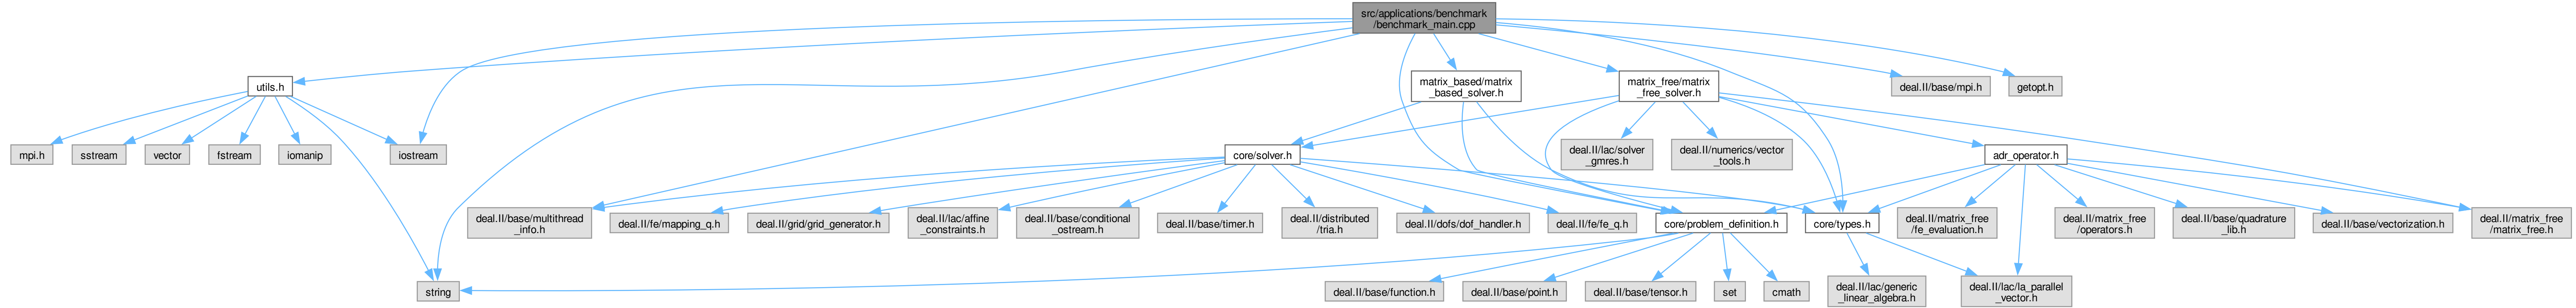 src/applications/benchmark
/benchmark_main.cpp
utils.h
matrix_based/matrix
_based_solver.h
matrix_free/matrix
_free_solver.h
deal.II/base/mpi.h
getopt.h
mpi.h
sstream
vector
fstream
iomanip
iostream
core/solver.h
deal.II/lac/solver
_gmres.h
deal.II/numerics/vector
_tools.h
adr_operator.h
deal.II/base/multithread
_info.h
deal.II/fe/mapping_q.h
deal.II/grid/grid_generator.h
deal.II/lac/affine
_constraints.h
deal.II/base/conditional
_ostream.h
deal.II/base/timer.h
deal.II/distributed
/tria.h
deal.II/dofs/dof_handler.h
deal.II/fe/fe_q.h
core/problem_definition.h
core/types.h
deal.II/matrix_free
/fe_evaluation.h
deal.II/matrix_free
/operators.h
deal.II/base/quadrature
_lib.h
deal.II/base/vectorization.h
deal.II/matrix_free
/matrix_free.h
string
deal.II/base/function.h
deal.II/base/point.h
deal.II/base/tensor.h
set
cmath
deal.II/lac/generic
_linear_algebra.h
deal.II/lac/la_parallel
_vector.h